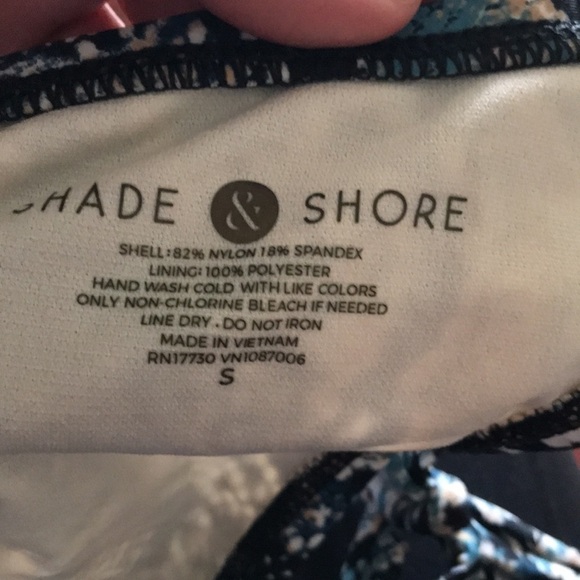 SHADE & SHORE
SHELL: 82% NYLON 18% SPANDEX
LINING: 100% POLYESTER
HAND WASH COLD WITH LIKE COLORS
ONLY NON-CHLORINE BLEACH IF NEEDED
LINE DRY. DO NOT IRON
MADE IN VIETNAM
RN17730 VN1087006
S